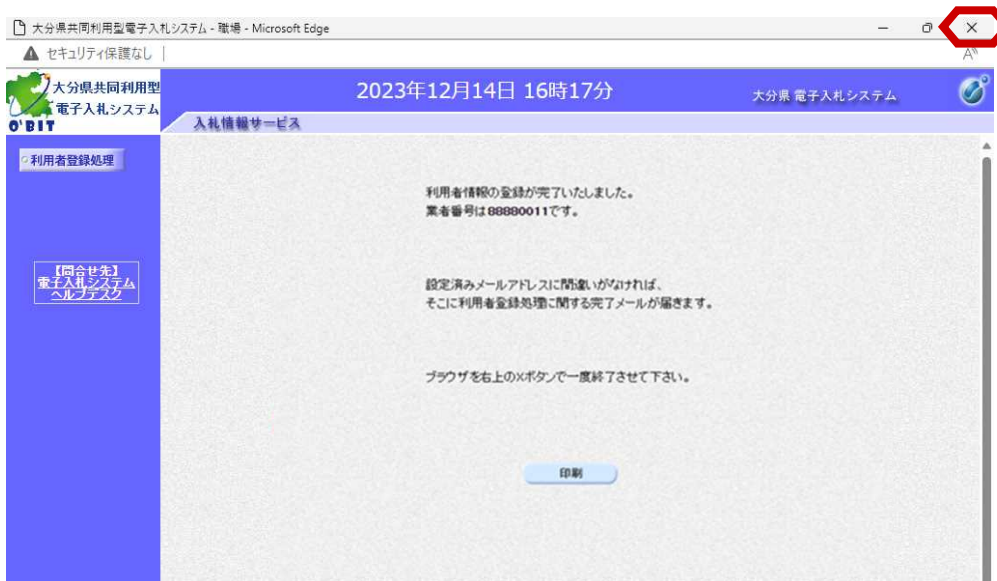 大分県共同利用型電子入札システム - 職場 - Microsoft Edge
セキュリティ保護なし
A
大分県共同利用型
電子入札システム
O'BIT
2023年12月14日 16時17分
大分県 電子入札システム
入札情報サービス
利用者登録処理
利用者情報の登録が完了いたしました。
業者番号は88880011です。
【問合せ先】
電子入札システム
ヘルプデスク
設定済みメールアドレスに間違いがなければ、
そこに利用者登録処理に関する完了メールが届きます。
ブラウザを右上の×ボタンで一度終了させて下さい。
印刷